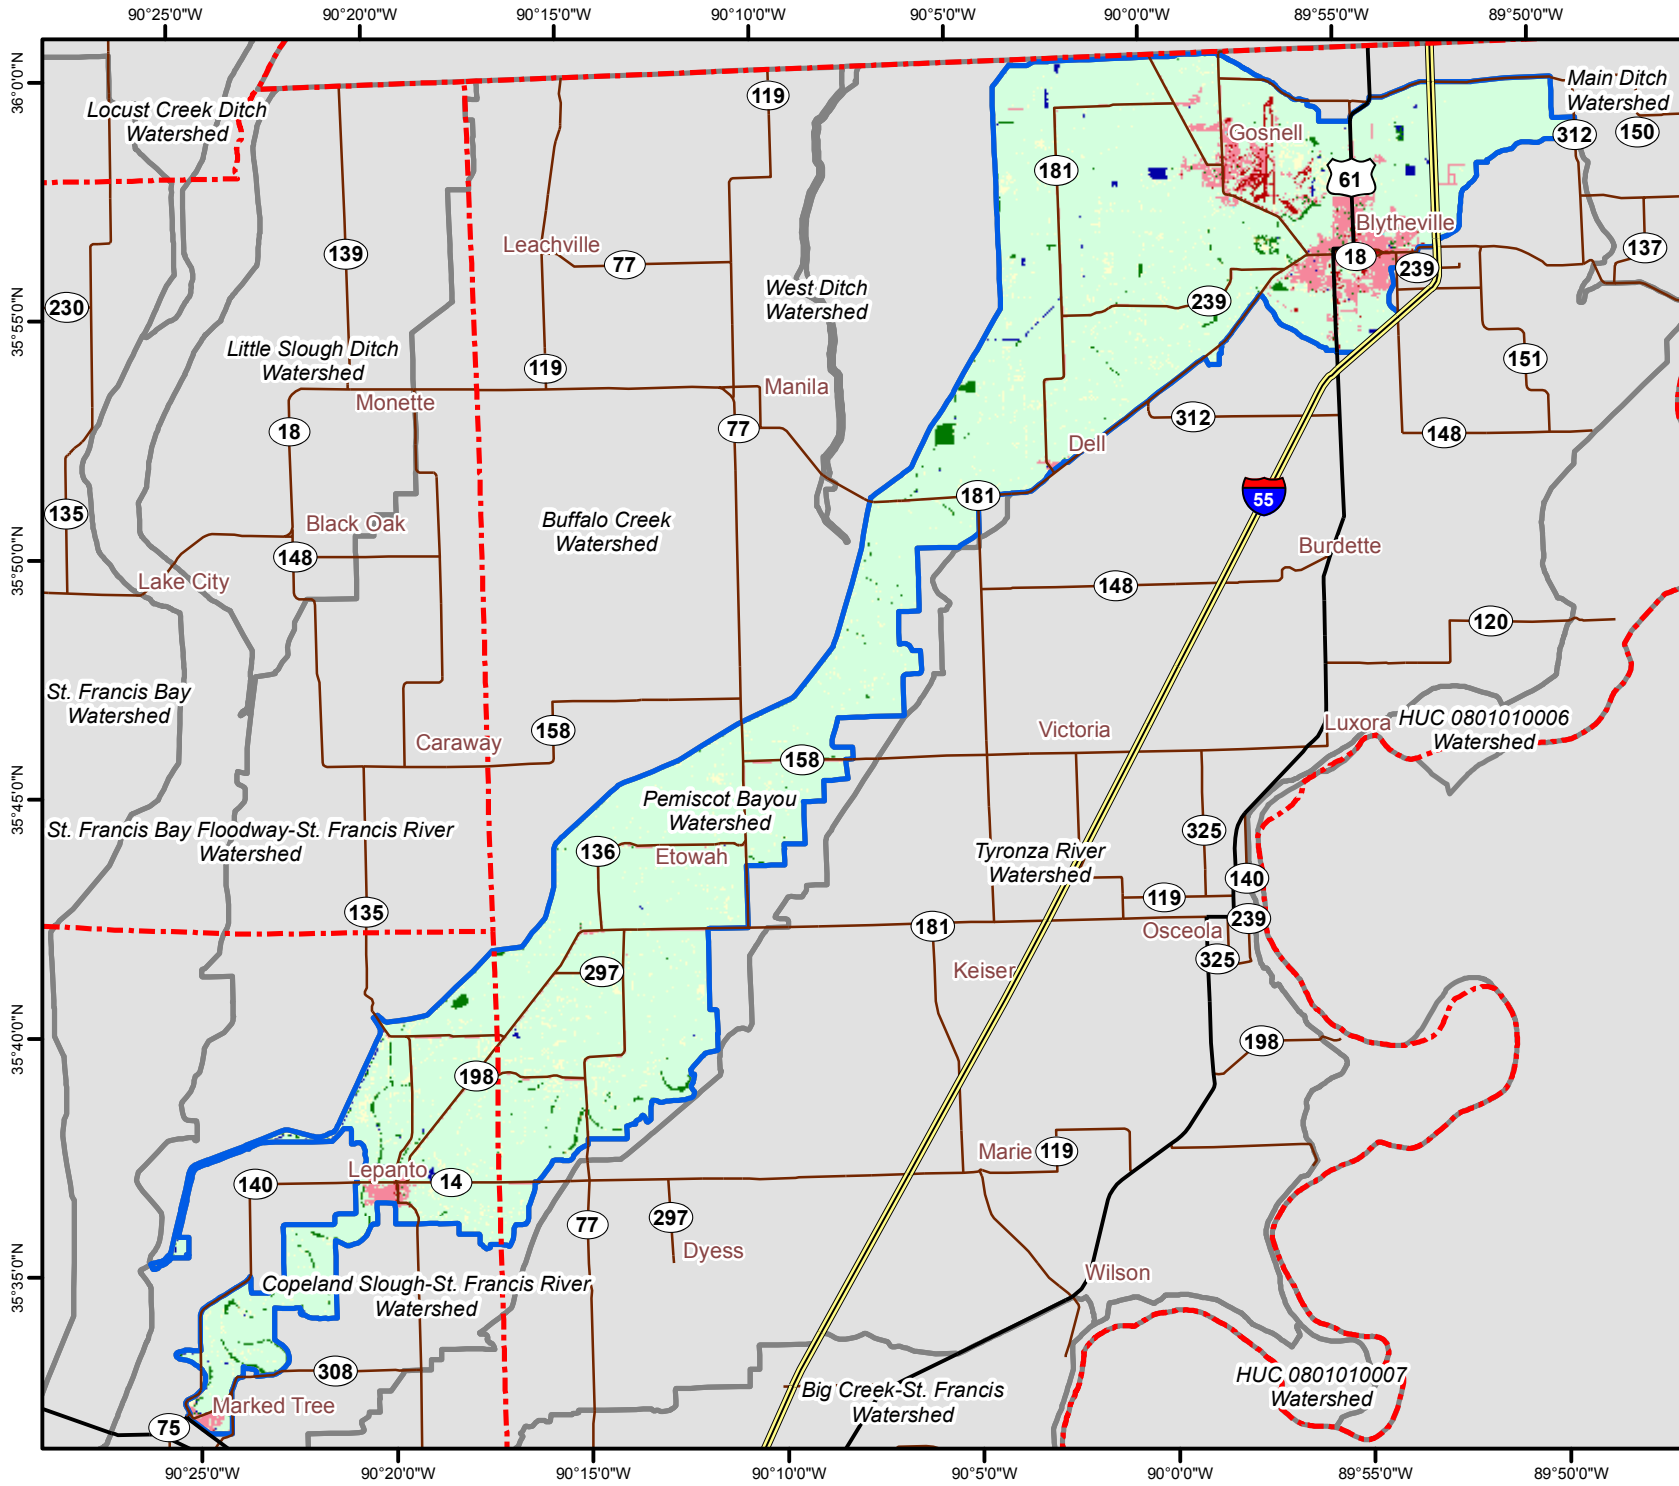 90°25'0"W
90°20'0"W
90°15'0"W
90°10'0"W
90°5'0"W
90°0'0"W
89°55'0"W
89°50'0"W
36°0'0"N
35°55'0"N
35°50'0"N
35°45'0"N
35°40'0"N
35°35'0"N
Locust Creek Ditch
Watershed
119
Main Ditch
Watershed
312
150
Gosnell
181
61
139
Leachville
77
Blytheville
18
239
137
230
West Ditch
Watershed
239
Little Slough Ditch
Watershed
119
151
Monette
Manila
18
77
312
148
Dell
181
55
135
Black Oak
148
Buffalo Creek
Watershed
Burdette
Lake City
148
120
St. Francis Bay
Watershed
Caraway
158
Victoria
Luxora
HUC 0801010006
Watershed
158
Pemiscot Bayou
Watershed
St. Francis Bay Floodway-St. Francis River
Watershed
136
Etowah
Tyronza River
Watershed
325
140
119
135
181
239
Osceola
325
297
Keiser
198
198
Marie
119
Lepanto
140
14
77
297
Dyess
Copeland Slough-St. Francis River
Watershed
Wilson
308
Marked Tree
75
Big Creek-St. Francis
Watershed
HUC 0801010007
Watershed
90°25'0"W
90°20'0"W
90°15'0"W
90°10'0"W
90°5'0"W
90°0'0"W
89°55'0"W
89°50'0"W